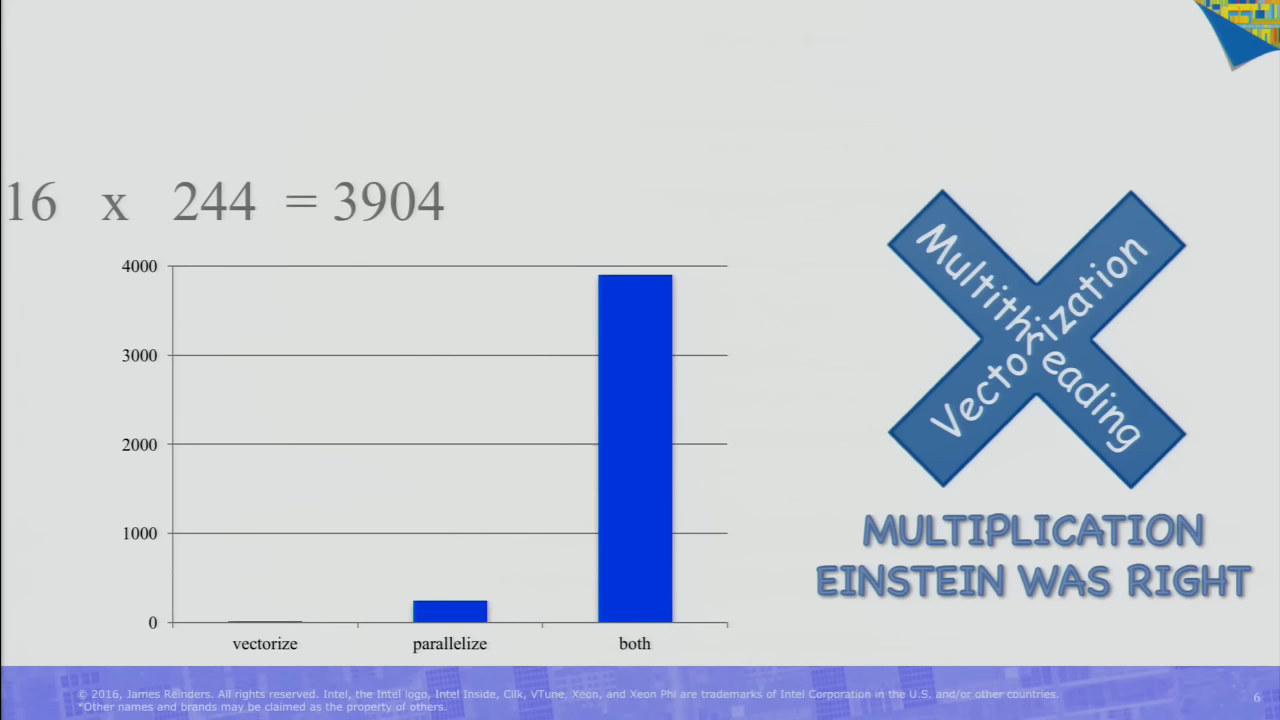 16 x 244 = 3904
4000
3000
2000
1000
0
vectorize parallelize both
Multithreading
Vectorization
MULTIPLICATION
EINSTEIN WAS RIGHT
© 2016, James Reinders. All rights reserved. Intel, the Intel logo, Intel Inside, Cilk, VTune, Xeon, and Xeon Phi are trademarks of Intel Corporation in the U.S. and/or other countries.
*Other names and brands may be claimed as the property of others.
6